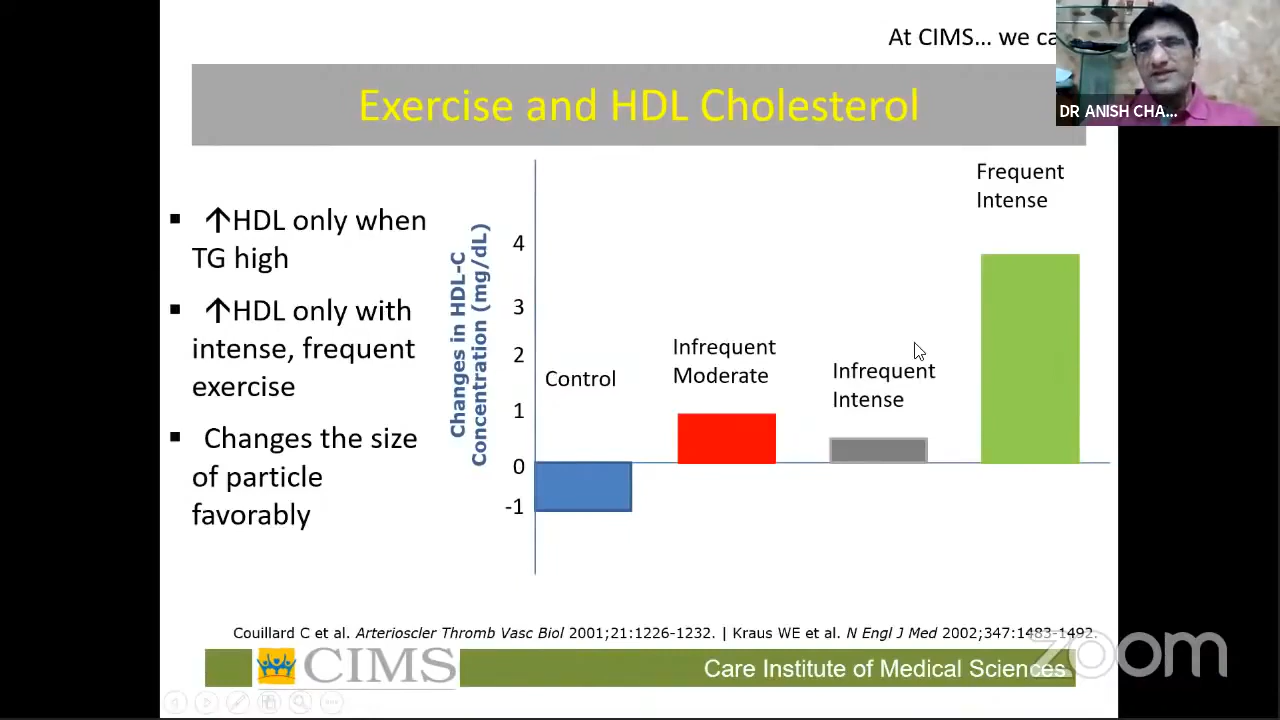 At CIMS... we ca
DR ANISH CHA...
Exercise and HDL Cholesterol
▪ ↑HDL only when
TG high
▪ ↑HDL only with
intense, frequent
exercise
▪ Changes the size
of particle
favorably
Changes in HDL-C
Concentration (mg/dL)
4
3
2
1
0
-1
Control
Infrequent
Moderate
Infrequent
Intense
Frequent
Intense
Couillard C et al. Arterioscler Thromb Vasc Biol 2001;21:1226-1232. | Kraus WE et al. N Engl J Med 2002;347:1483-1492.
CIMS
Care Institute of Medical Sciences
zoom